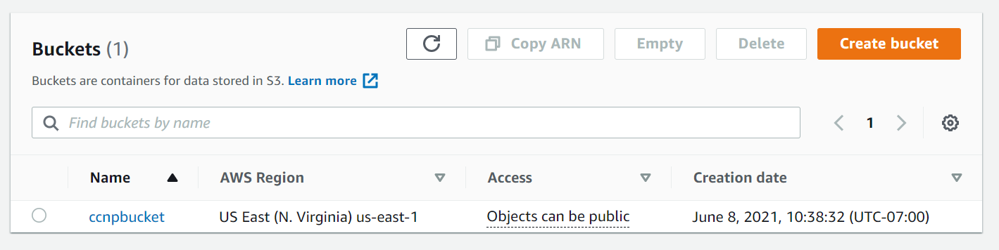 Buckets (1)
Copy ARN
Empty
Delete
Create bucket
Buckets are containers for data stored in S3. Learn more
Find buckets by name
1
Name
AWS Region
Access
Creation date
ccnpbucket
US East (N. Virginia) us-east-1
Objects can be public
June 8, 2021, 10:38:32 (UTC-07:00)